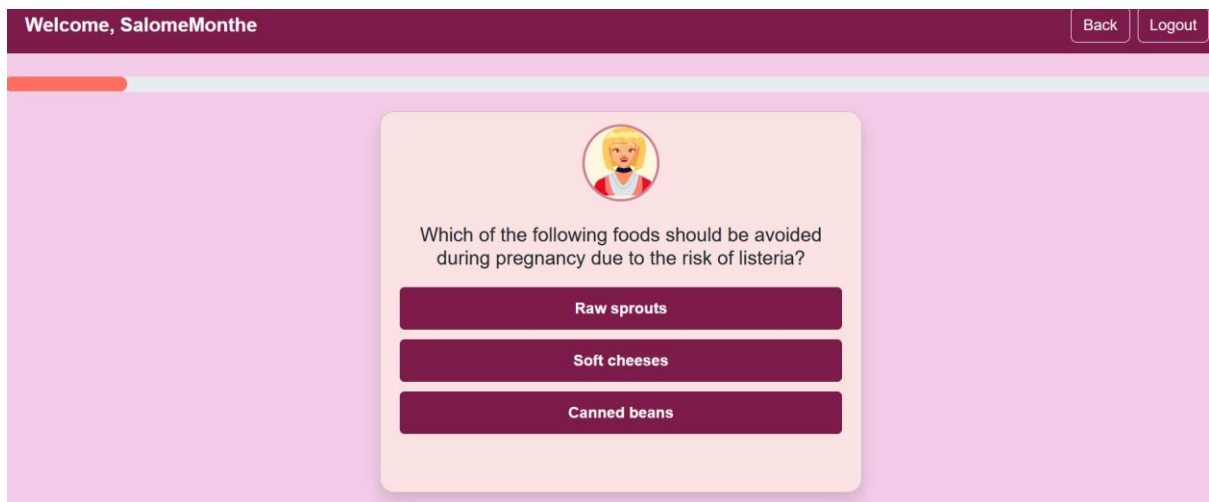 Welcome, SalomeMonthe
Back
Logout
Which of the following foods should be avoided
during pregnancy due to the risk of listeria?
Raw sprouts
Soft cheeses
Canned beans